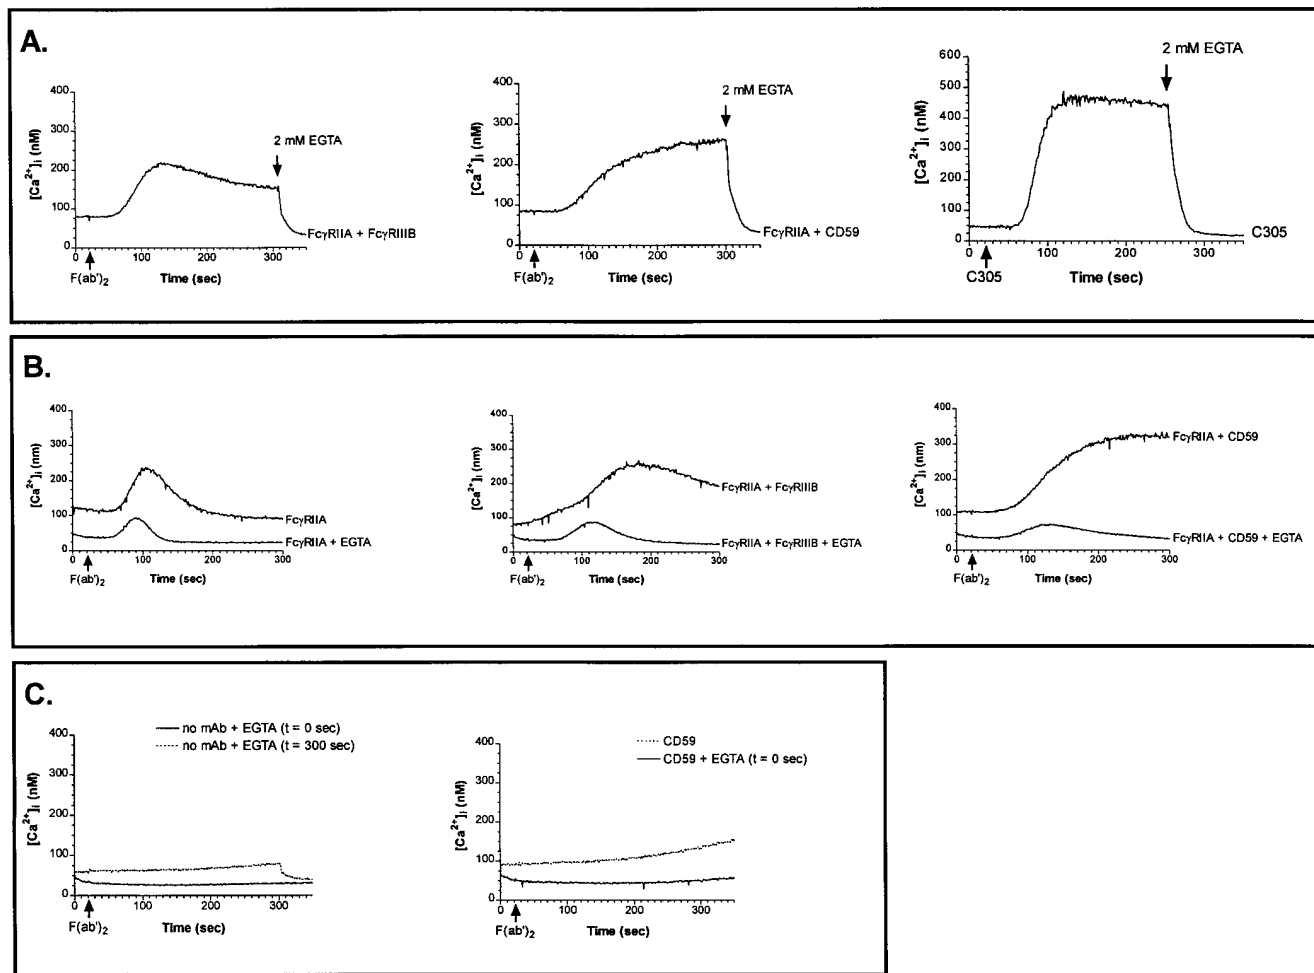 A.
2 mM EGTA
400
300
200
100
0
[Ca2+]i (nM)
0 100 200 300
F(ab')2
Time (sec)
FcγRIIA + FcγRIIIB
2 mM EGTA
400
300
200
100
0
[Ca2+]i (nM)
0 100 200 300
F(ab')2
Time (sec)
FcγRIIA + CD59
2 mM EGTA
600
500
400
300
200
100
0
[Ca2+]i (nM)
0 100 200 300
C305
Time (sec)
C305
B.
400
300
200
100
0
[Ca2+]i (nm)
0 100 200 300
F(ab')2
Time (sec)
FcγRIIA
FcγRIIA + EGTA
400
300
200
100
0
[Ca2+]i (nm)
0 100 200 300
F(ab')2
Time (sec)
FcγRIIA + FcγRIIIB
FcγRIIA + FcγRIIIB + EGTA
400
300
200
100
0
[Ca2+]i (nm)
0 100 200 300
F(ab')2
Time (sec)
FcγRIIA + CD59
FcγRIIA + CD59 + EGTA
C.
no mAb + EGTA (t = 0 sec)
no mAb + EGTA (t = 300 sec)
400
300
200
100
0
[Ca2+]i (nM)
0 100 200 300
F(ab')2
Time (sec)
CD59
CD59 + EGTA (t = 0 sec)
400
300
200
100
0
[Ca2+]i (nM)
0 100 200 300
F(ab')2
Time (sec)